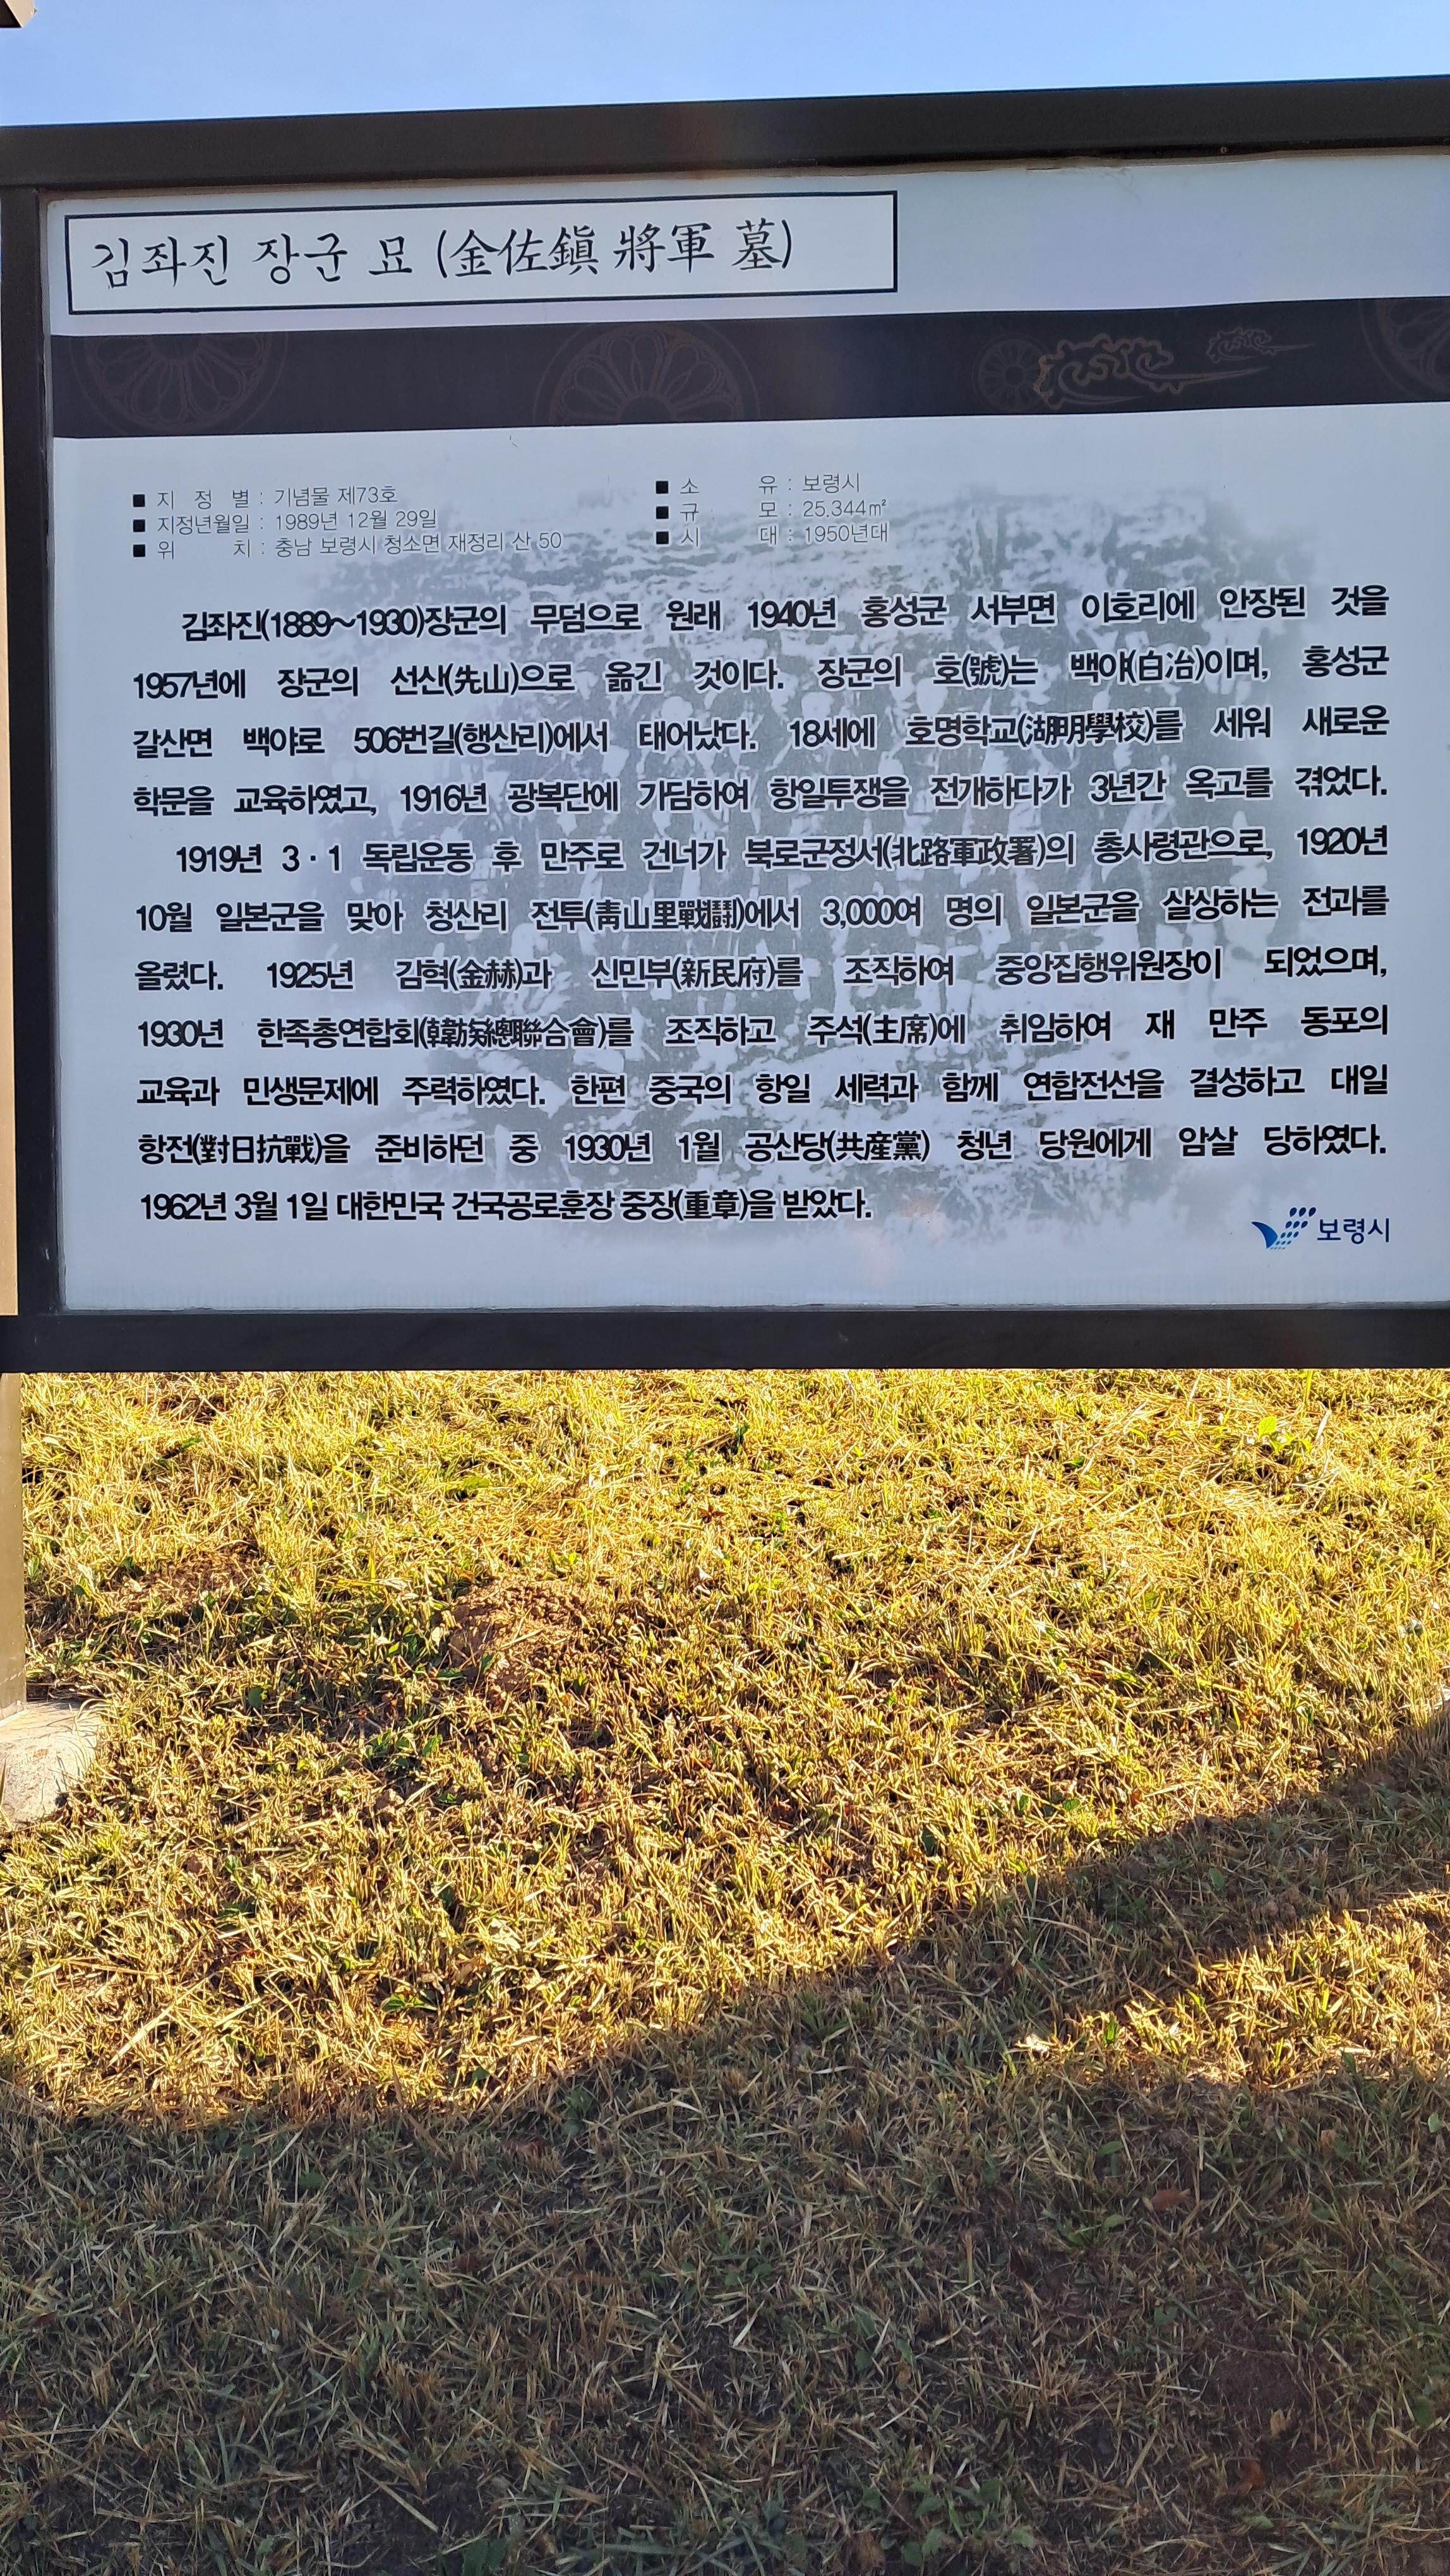 김좌진 장군 묘 (金佐鎭 將軍 墓)
■ 지 정 별 : 기념물 제73호
■ 지정년월일 : 1989년 12월 29일
■ 위 치 : 충남 보령시 청소면 재정리 산 50
■ 소 유 : 보령시
■ 규 모 : 25.344㎡
■ 시 대 : 1950년대
김좌진(1889~1930)장군의 무덤으로 원래 1940년 홍성군 서부면 이호리에 안장된 것을
1957년에 장군의 선산(先山)으로 옮긴 것이다. 장군의 호(號)는 백야(白冶)이며, 홍성군
갈산면 백야로 506번길(행산리)에서 태어났다. 18세에 호명학교(湖明學校)를 세워 새로운
학문을 교육하였고, 1916년 광복단에 가담하여 항일투쟁을 전개하다가 3년간 옥고를 겪었다.
1919년 3·1 독립운동 후 만주로 건너가 북로군정서(北路軍政署)의 총사령관으로, 1920년
10월 일본군을 맞아 청산리 전투(靑山里戰鬪)에서 3,000여 명의 일본군을 살상하는 전과를
올렸다. 1925년 김혁(金赫)과 신민부(新民府)를 조직하여 중앙집행위원장이 되었으며,
1930년 한족총연합회(韓族總聯合會)를 조직하고 주석(主席)에 취임하여 재 만주 동포의
교육과 민생문제에 주력하였다. 한편 중국의 항일 세력과 함께 연합전선을 결성하고 대일
항전(對日抗戰)을 준비하던 중 1930년 1월 공산당(共産黨) 청년 당원에게 암살 당하였다.
1962년 3월 1일 대한민국 건국공로훈장 중장(重章)을 받았다.
보령시